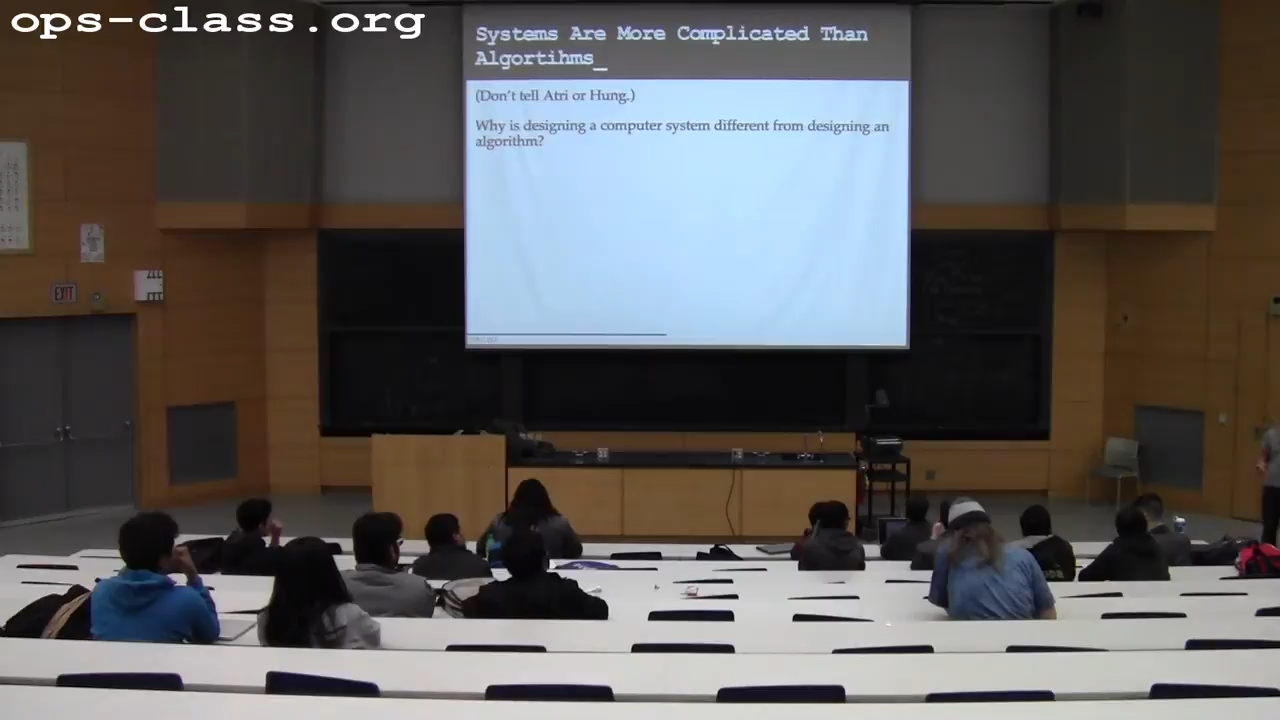 ops-class.org
Systems Are More Complicated Than
Algortihms_
(Don't tell Atri or Hung.)
Why is designing a computer system different from designing an
algorithm?
EXIT